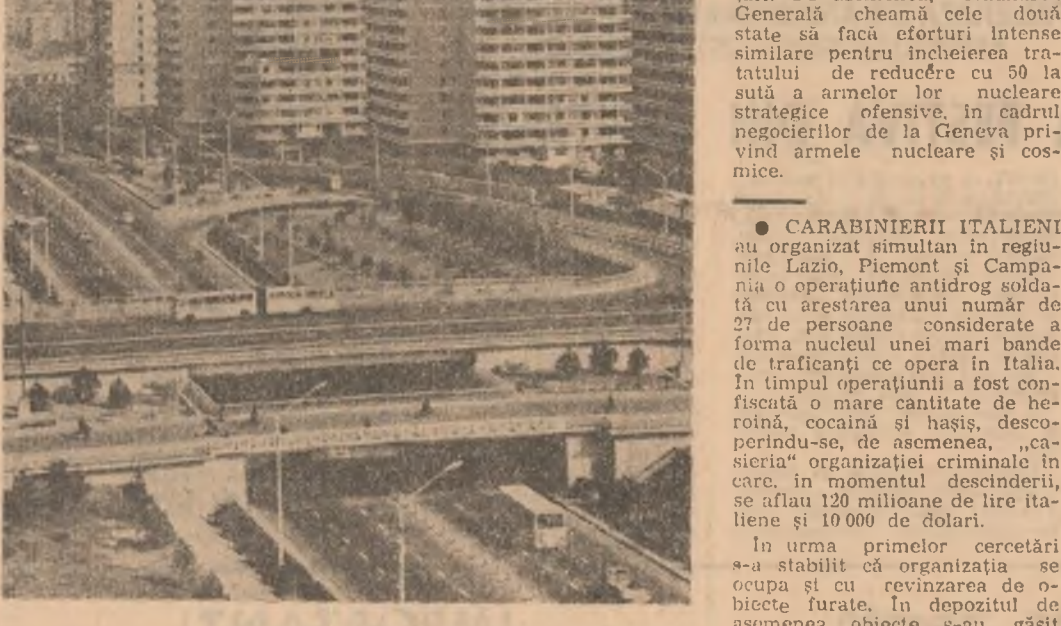 Generală cheamă cele două
state să facă eforturi intense
similare pentru încheierea tra-
tatului de reducere cu 50 la
sută a armelor lor nucleare
strategice ofensive, în cadrul
negocierilor de la Geneva pri-
vind armele nucleare și cos-
mice.
● CARABINIERII ITALIENI
au organizat simultan în regiu-
nile Lazio, Piemont și Campa-
nia o operațiune antidrog solda-
tă cu arestarea unui număr de
27 de persoane considerate a
forma nucleul unei mari bande
de traficanți ce opera în Italia.
În timpul operațiunii a fost con-
fiscată o mare cantitate de he-
roină, cocaină și hașiș, desco-
perindu-se, de asemenea, „ca-
sieria“ organizației criminale în
care, în momentul descinderii,
se aflau 120 milioane de lire ita-
liene și 10 000 de dolari.
În urma primelor cercetări
s-a stabilit că organizația se
ocupa și cu revînzarea de o-
biecte furate. În depozitul de
asemenea obiecte s-au găsit